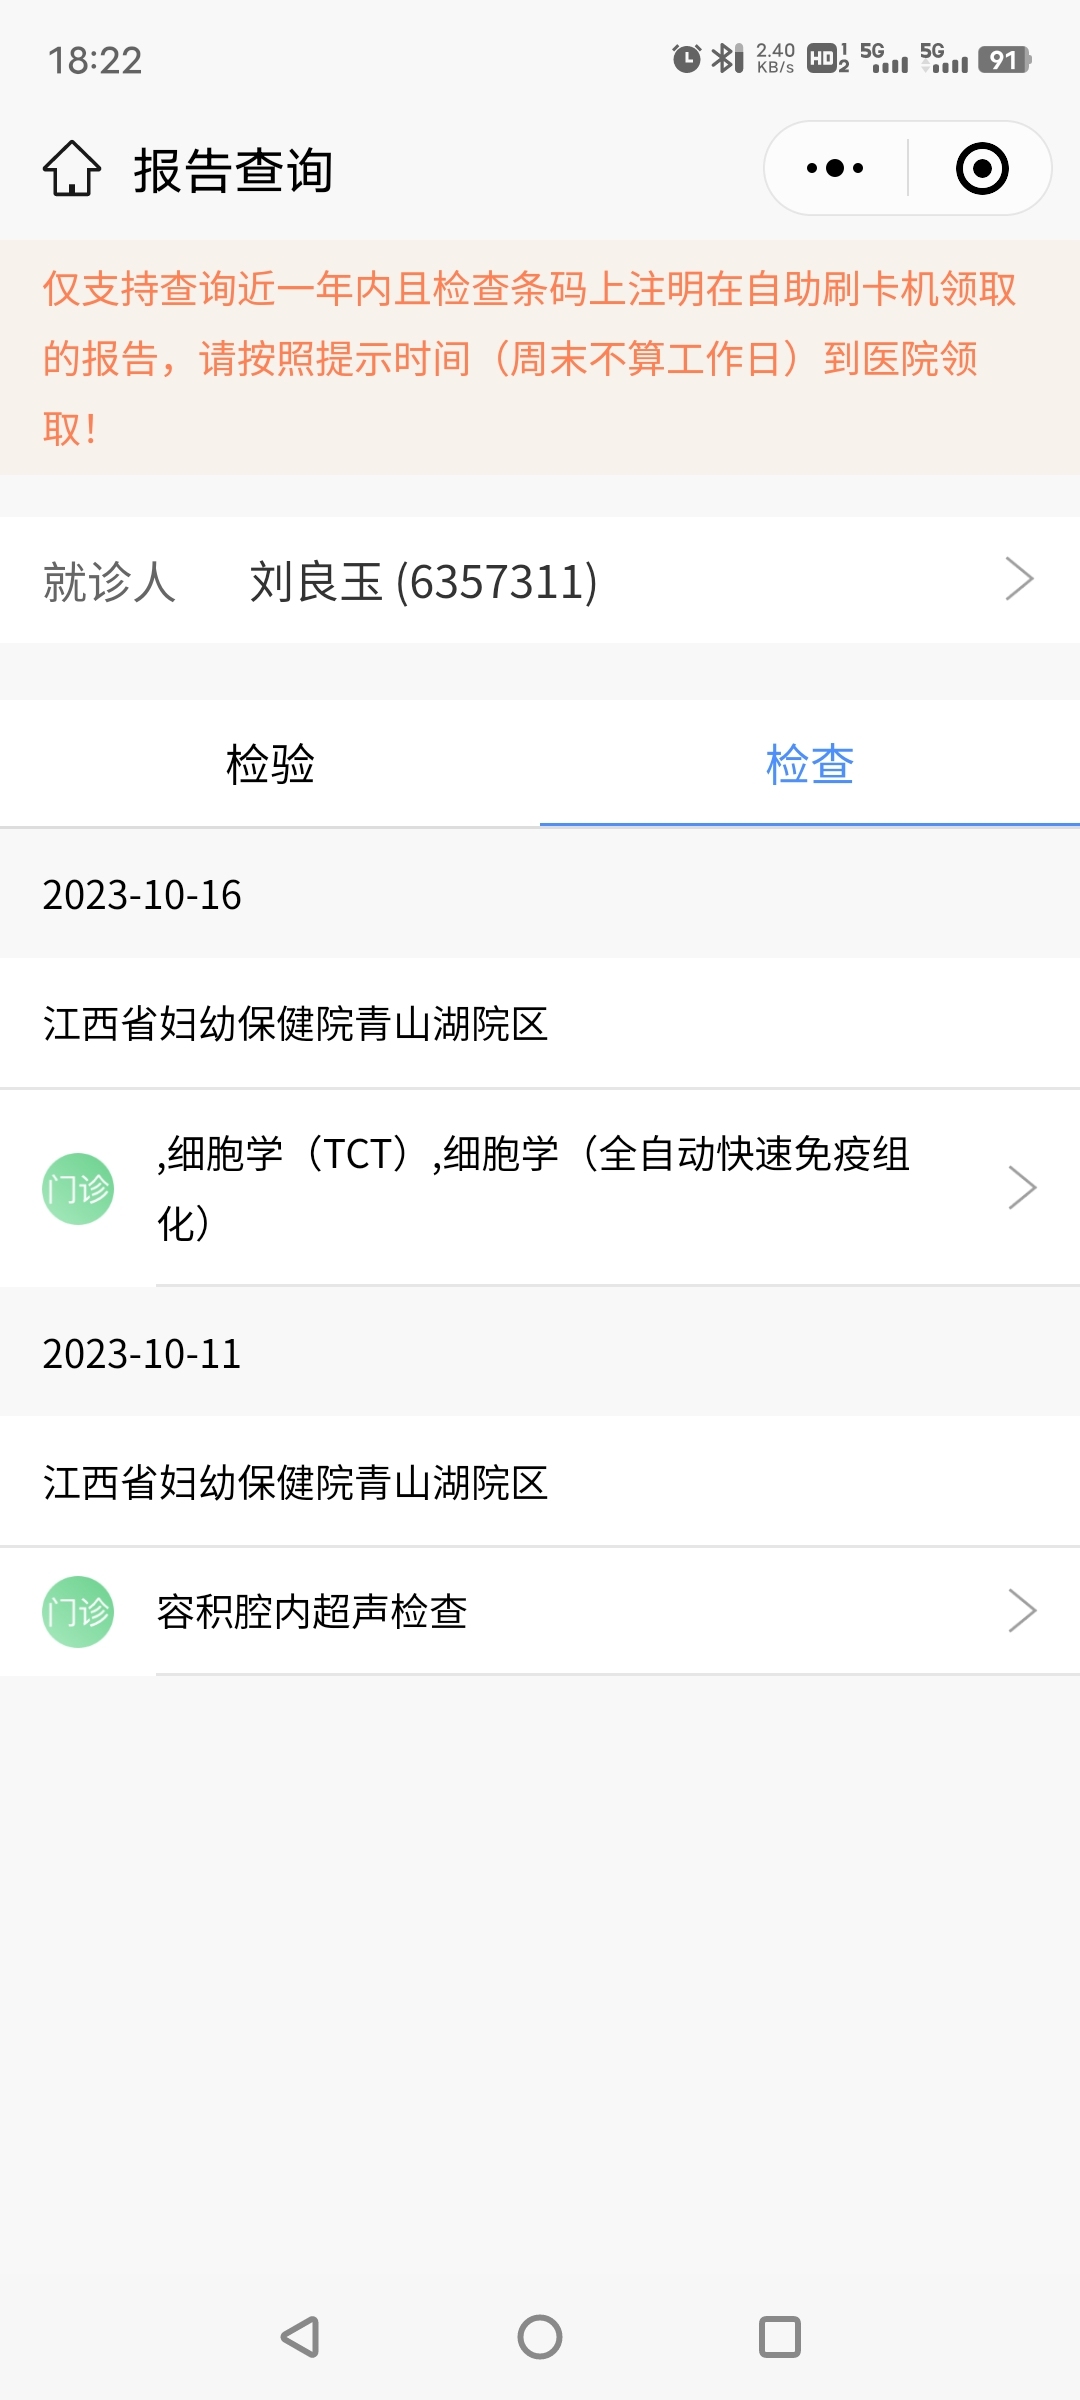 18:22
2.40 KB/s HD 1 2 5G 5G 91
报告查询
仅支持查询近一年内且检查条码上注明在自助刷卡机领取
的报告，请按照提示时间（周末不算工作日）到医院领
取！
就诊人 刘良玉 (6357311)
检验 检查
2023-10-16
江西省妇幼保健院青山湖院区
门诊 ,细胞学（TCT）,细胞学（全自动快速免疫组
化）
2023-10-11
江西省妇幼保健院青山湖院区
门诊 容积腔内超声检查